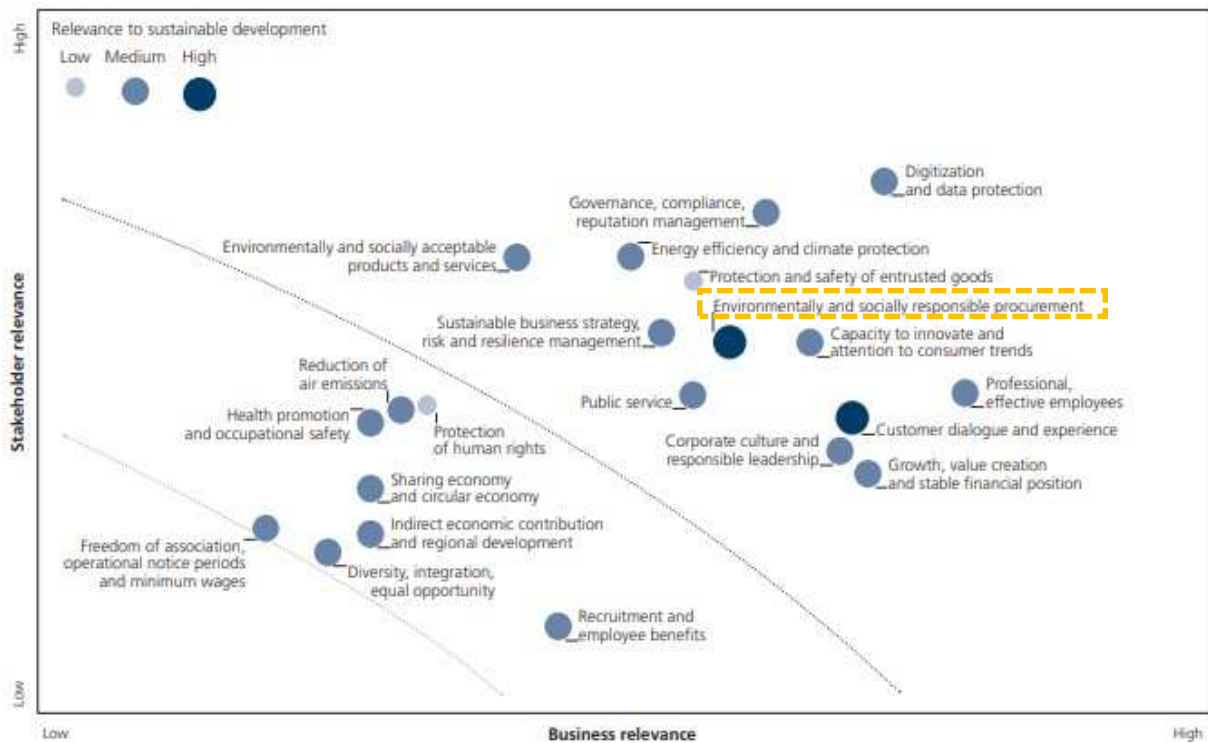 High
Relevance to sustainable development
Low Medium High
Digitization
and data protection
Governance, compliance,
reputation management
Environmentally and socially acceptable
products and services
Energy efficiency and climate protection
Protection and safety of entrusted goods
Environmentally and socially responsible procurement
Sustainable business strategy,
risk and resilience management
Capacity to innovate and
attention to consumer trends
Reduction of
air emissions
Public service
Professional,
effective employees
Health promotion
and occupational safety
Protection
of human rights
Customer dialogue and experience
Corporate culture and
responsible leadership
Growth, value creation
and stable financial position
Stakeholder relevance
Sharing economy
and circular economy
Indirect economic contribution
and regional development
Freedom of association,
operational notice periods
and minimum wages
Diversity, integration,
equal opportunity
Recruitment and
employee benefits
Low
Low
Business relevance
High